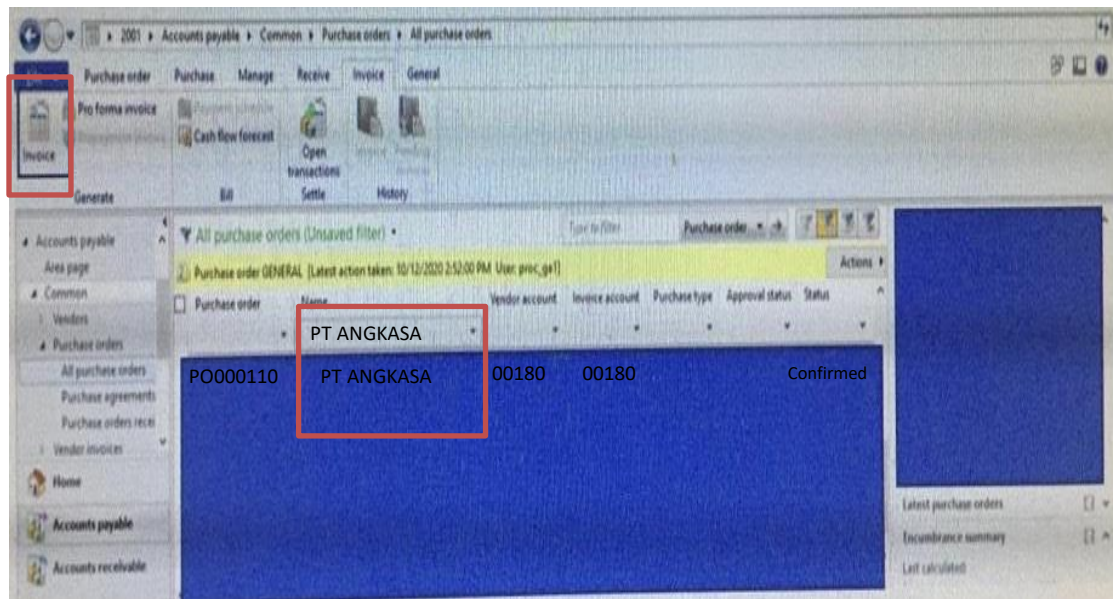 2001 Accounts payable Common Purchase orders All purchase orders
Purchase order Purchase Manage Receive Invoice General
Pro forma invoice
Cash flow forecast
Invoice
Open transactions
Generate Bill Settle History
Accounts payable
Area page
Common
Vendors
Purchase orders
All purchase orders
Purchase agreements
Purchase orders recei
Vendor invoices
Home
Accounts payable
Accounts receivable
All purchase orders (Unsaved filter)
Type to filter Purchase order
Purchase order GENERAL [Latest action taken: 10/12/2020 2:52:00 PM User: proc_ga1] Actions
Purchase order Name Vendor account Invoice account Purchase type Approval status Status
PT ANGKASA
PO000110 PT ANGKASA 00180 00180 Confirmed
Latest purchase orders
Encumbrance summary
Last calculated: